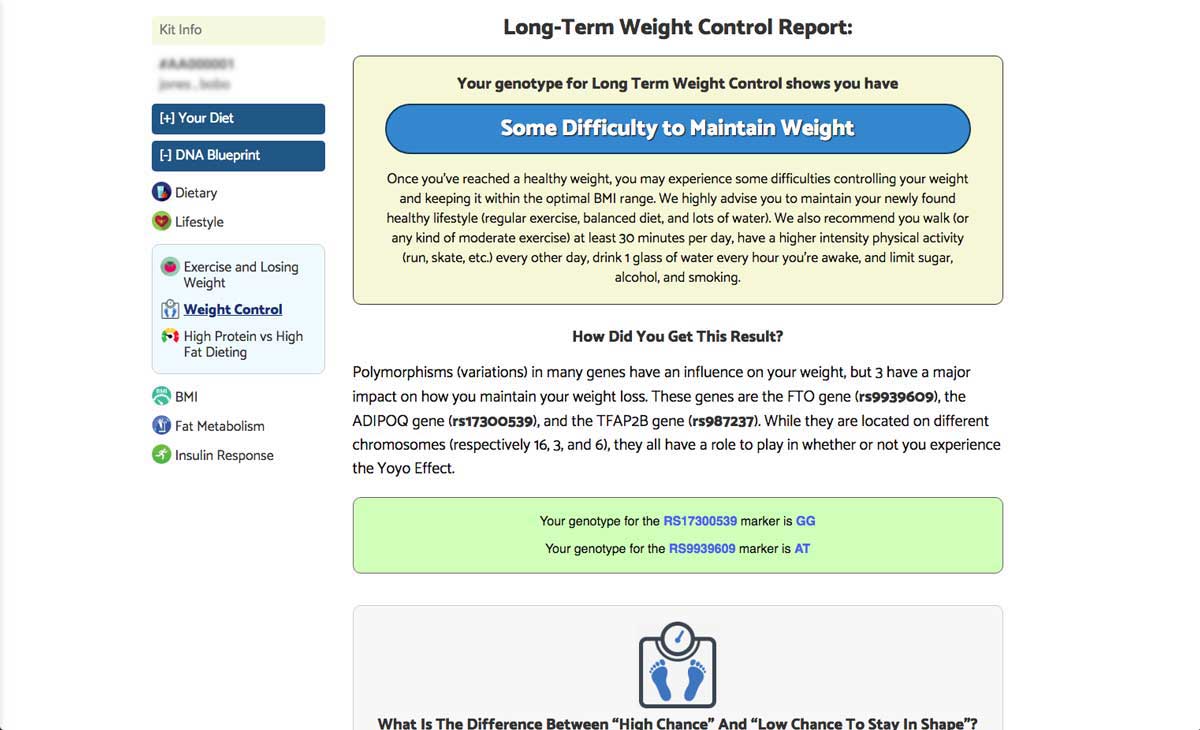 Kit Info
[+] Your Diet
[-] DNA Blueprint
Dietary
Lifestyle
Exercise and Losing
Weight
Weight Control
High Protein vs High
Fat Dieting
BMI
BMI
Fat Metabolism
Insulin Response
Long-Term Weight Control Report:
Your genotype for Long Term Weight Control shows you have
Some Difficulty to Maintain Weight
Once you've reached a healthy weight, you may experience some difficulties controlling your weight
and keeping it within the optimal BMI range. We highly advise you to maintain your newly found
healthy lifestyle (regular exercise, balanced diet, and lots of water). We also recommend you walk (or
any kind of moderate exercise) at least 30 minutes per day, have a higher intensity physical activity
(run, skate, etc.) every other day, drink 1 glass of water every hour you're awake, and limit sugar,
alcohol, and smoking.
How Did You Get This Result?
Polymorphisms (variations) in many genes have an influence on your weight, but 3 have a major
impact on how you maintain your weight loss. These genes are the FTO gene (rs9939609), the
ADIPOQ gene (rs17300539), and the TFAP2B gene (rs987237). While they are located on different
chromosomes (respectively 16, 3, and 6), they all have a role to play in whether or not you experience
the Yoyo Effect.
Your genotype for the RS17300539 marker is GG
Your genotype for the RS9939609 marker is AT
What Is The Difference Between “High Chance” And “Low Chance To Stay In Shape”?